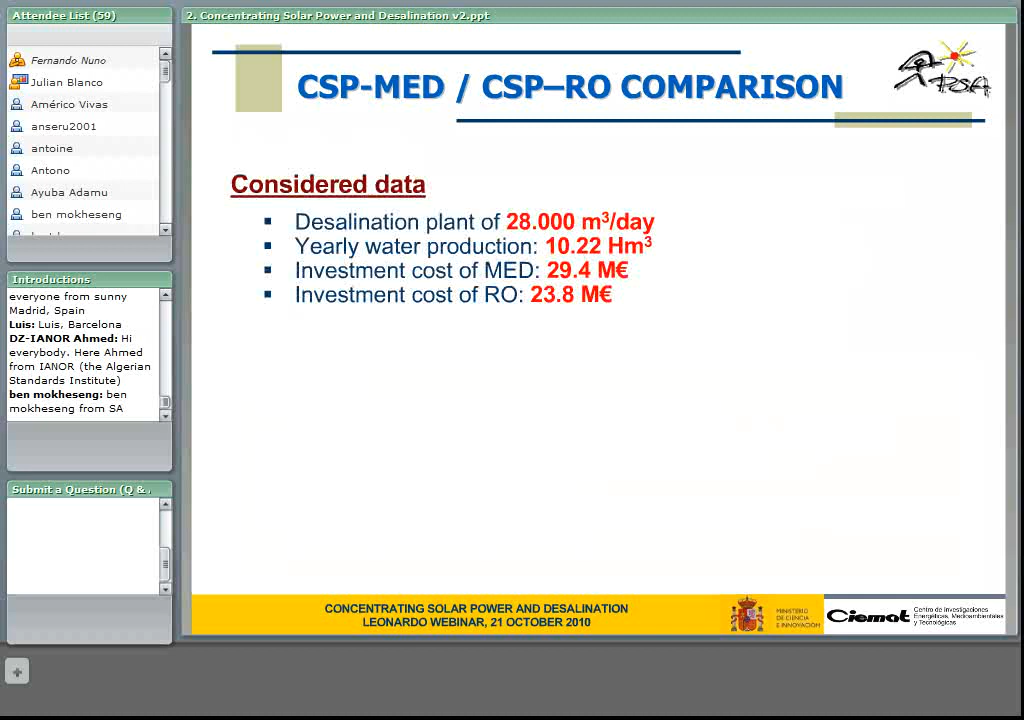 Attendee List (59)
Fernando Nuno
Julian Blanco
Américo Vivas
anseru2001
antoine
Antono
Ayuba Adamu
ben mokheseng
Introductions
everyone from sunny
Madrid, Spain
Luis: Luis, Barcelona
DZ-IANOR Ahmed: Hi
everybody. Here Ahmed
from IANOR (the Algerian
Standards Institute)
ben mokheseng: ben
mokheseng from SA
Submit a Question (Q &
2. Concentrating Solar Power and Desalination v2.ppt
CSP-MED / CSP–RO COMPARISON
PSA
Considered data
▪ Desalination plant of 28.000 m³/day
▪ Yearly water production: 10.22 Hm³
▪ Investment cost of MED: 29.4 M€
▪ Investment cost of RO: 23.8 M€
CONCENTRATING SOLAR POWER AND DESALINATION
LEONARDO WEBINAR, 21 OCTOBER 2010
MINISTERIO
DE CIENCIA
E INNOVACIÓN
Ciemat
Centro de Investigaciones
Energéticas, Medioambientales
y Tecnológicas